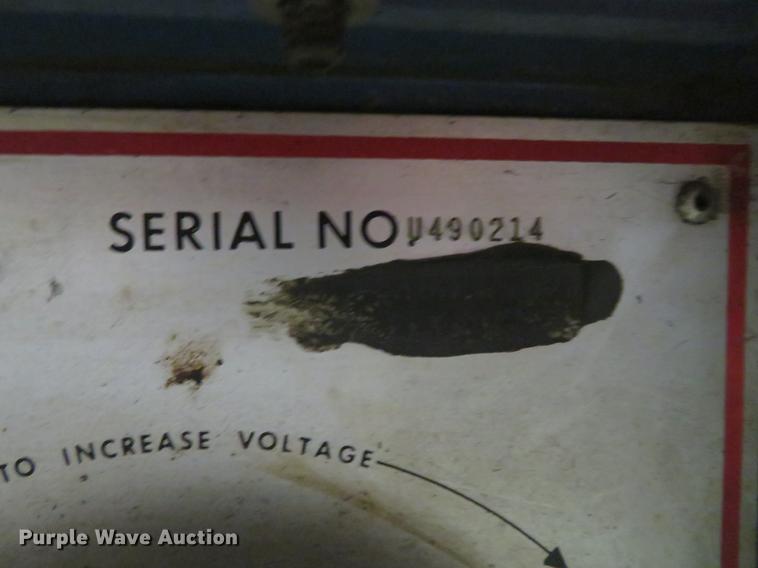 SERIAL NO U490214
TO INCREASE VOLTAGE
Purple Wave Auction